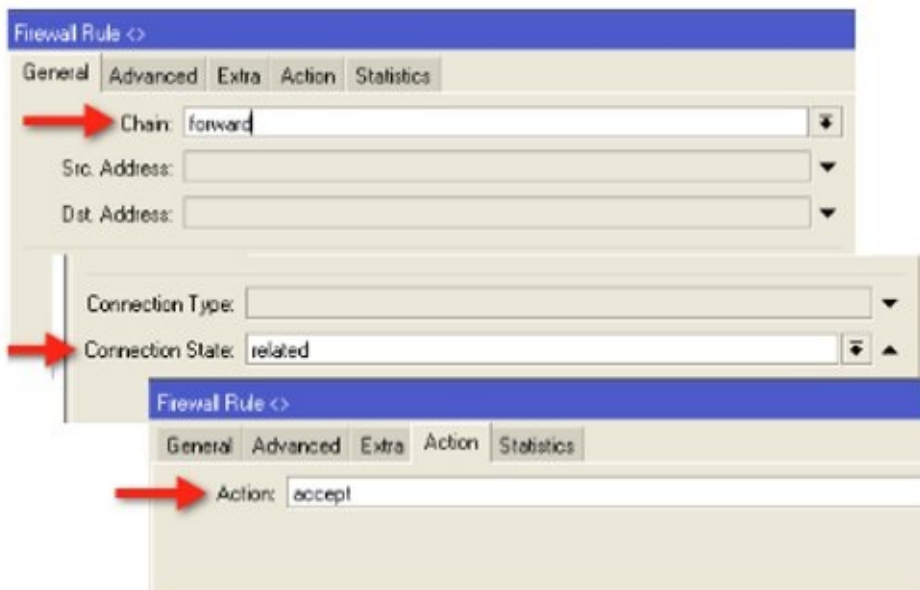 Firewall Rule <>
General Advanced Extra Action Statistics
Chain: forward
Src. Address:
Dst. Address:
Connection Type:
Connection State: related
Firewall Rule <>
General Advanced Extra Action Statistics
Action: accept